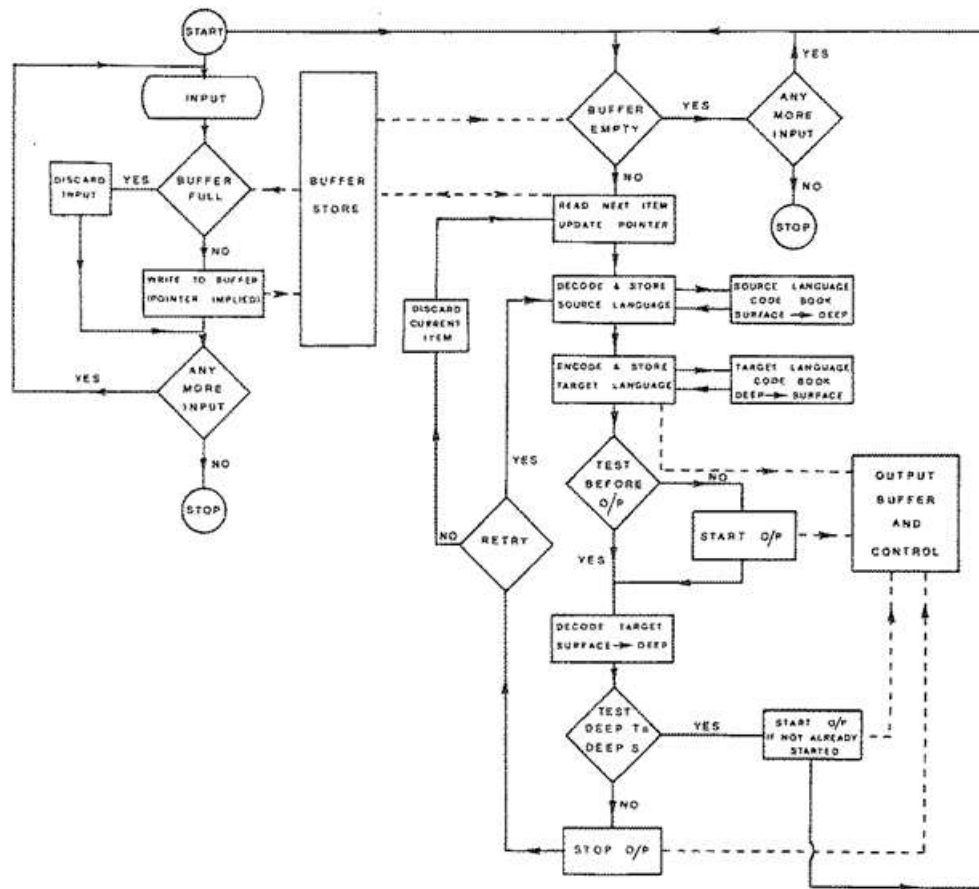 START
INPUT
BUFFER
FULL
YES
DISCARD
INPUT
NO
WRITE TO BUFFER
(POINTER IMPLIED)
ANY
MORE
INPUT
YES
NO
STOP
BUFFER
STORE
BUFFER
EMPTY
YES
ANY
MORE
INPUT
YES
NO
STOP
NO
READ NEXT ITEM
UPDATE POINTER
DECODE & STORE
SOURCE LANGUAGE
SOURCE LANGUAGE
CODE BOOK
SURFACE → DEEP
DISCARD
CURRENT
ITEM
ENCODE & STORE
TARGET LANGUAGE
TARGET LANGUAGE
CODE BOOK
DEEP → SURFACE
TEST
BEFORE
O/P
NO
START O/P
YES
OUTPUT
BUFFER
AND
CONTROL
YES
NO
RETRY
DECODE TARGET
SURFACE → DEEP
TEST
DEEP T=
DEEP S
YES
START O/P
IF NOT ALREADY
STARTED
NO
STOP O/P